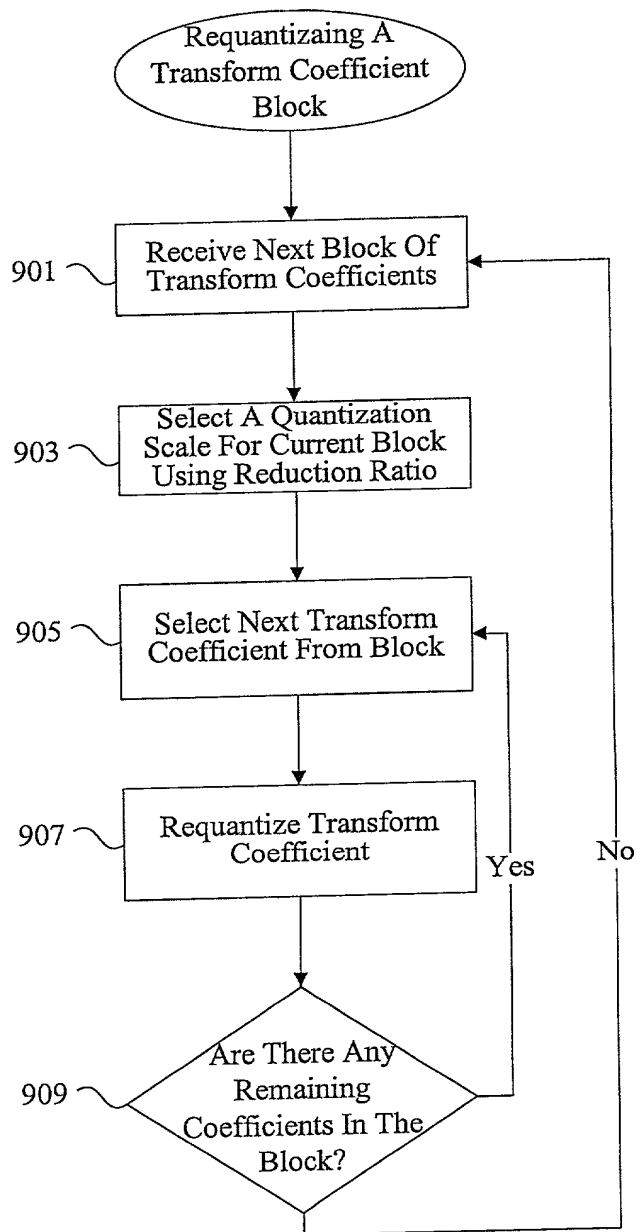 Requantizaing A
Transform Coefficient
Block
901
Receive Next Block Of
Transform Coefficients
903
Select A Quantization
Scale For Current Block
Using Reduction Ratio
905
Select Next Transform
Coefficient From Block
907
Requantize Transform
Coefficient
Yes
No
909
Are There Any
Remaining
Coefficients In The
Block?